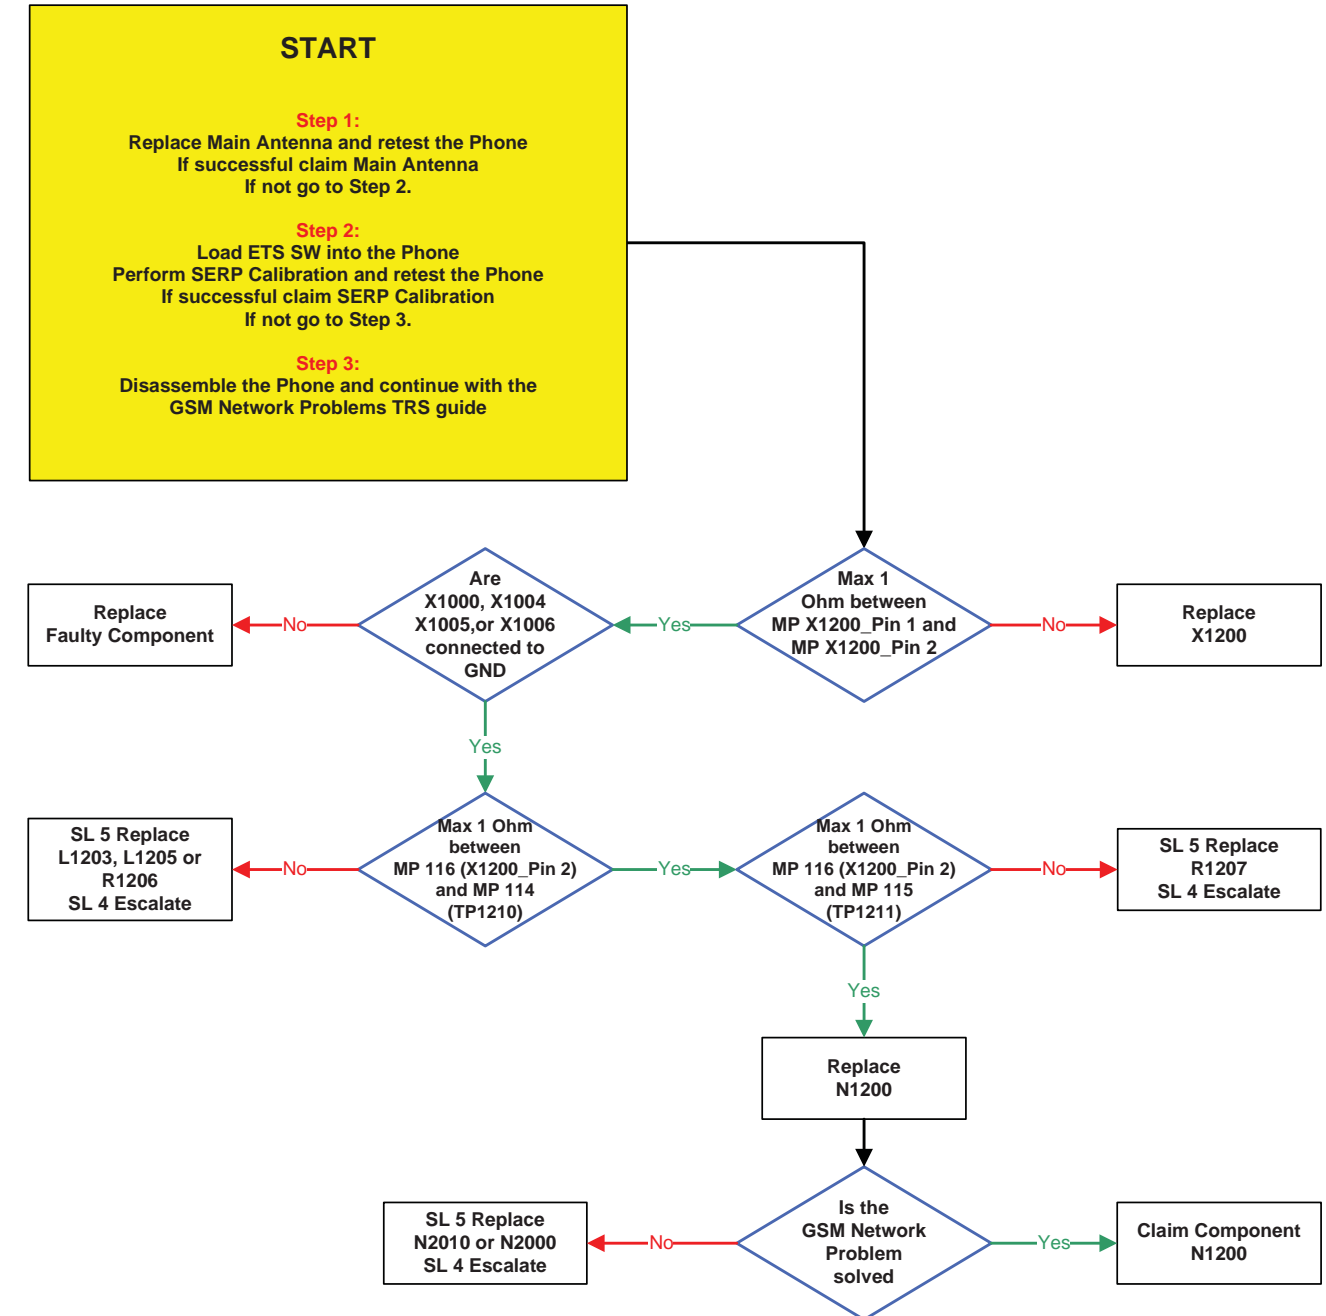 START
Step 1:
Replace Main Antenna and retest the Phone
If successful claim Main Antenna
If not go to Step 2.
Step 2:
Load ETS SW into the Phone
Perform SERP Calibration and retest the Phone
If successful claim SERP Calibration
If not go to Step 3.
Step 3:
Disassemble the Phone and continue with the
GSM Network Problems TRS guide
Replace
Faulty Component
No
Are
X1000, X1004
X1005,or X1006
connected to
GND
Yes
Max 1
Ohm between
MP X1200_Pin 1 and
MP X1200_Pin 2
No
Replace
X1200
Yes
SL 5 Replace
L1203, L1205 or
R1206
SL 4 Escalate
No
Max 1 Ohm
between
MP 116 (X1200_Pin 2)
and MP 114
(TP1210)
Yes
Max 1 Ohm
between
MP 116 (X1200_Pin 2)
and MP 115
(TP1211)
No
SL 5 Replace
R1207
SL 4 Escalate
Yes
Replace
N1200
SL 5 Replace
N2010 or N2000
SL 4 Escalate
No
Is the
GSM Network
Problem
solved
Yes
Claim Component
N1200